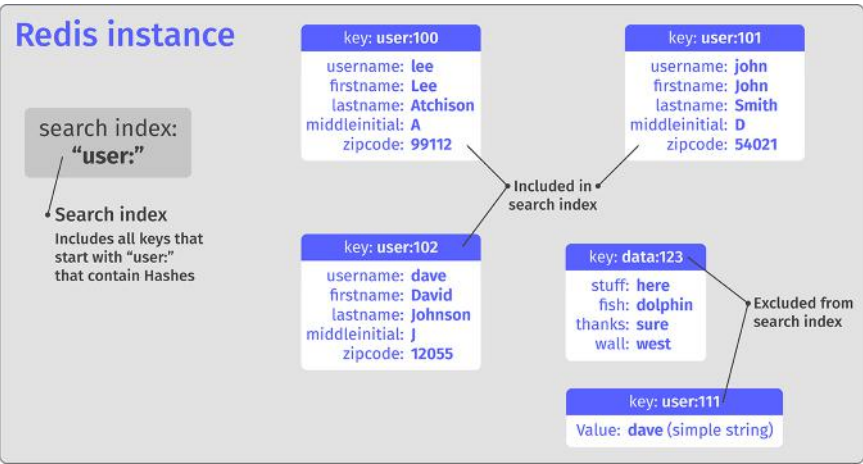 Redis instance
search index:
“user:”
Search index
Includes all keys that
start with “user:”
that contain Hashes
key: user:100
username: lee
firstname: Lee
lastname: Atchison
middleinitial: A
zipcode: 99112
key: user:101
username: john
firstname: John
lastname: Smith
middleinitial: D
zipcode: 54021
Included in
search index
key: user:102
username: dave
firstname: David
lastname: Johnson
middleinitial: J
zipcode: 12055
key: data:123
stuff: here
fish: dolphin
thanks: sure
wall: west
Excluded from
search index
key: user:111
Value: dave (simple string)